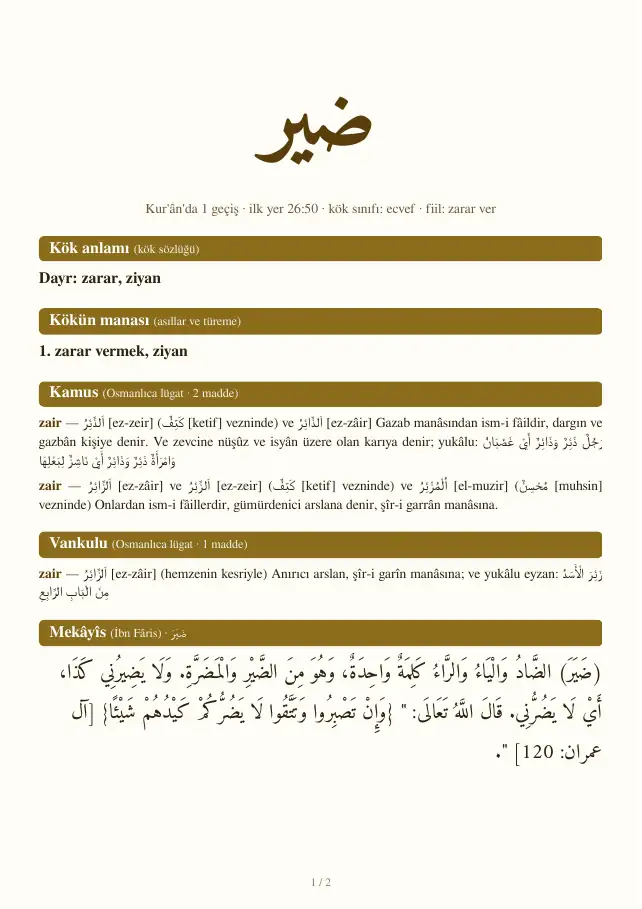 ضير
Kur'ân'da 1 geçiş · ilk yer 26:50 · kök sınıfı: ecvef · fiil: zarar ver
Kök anlamı (kök sözlüğü)
Dayr: zarar, ziyan
Kökün manası (asıllar ve türeme)
1. zarar vermek, ziyan
Kamus (Osmanlıca lügat · 2 madde)
zair — اَلذَّئِرُ [ez-zeir] (كَتِفٌ [ketif] vezninde) ve اَلذَّائِرُ [ez-zâir] Gazab manâsından ism-i fâildir, dargın ve
gazbân kişiye denir. Ve zevcine nüşûz ve isyân üzere olan karıya denir; yukâlu: رَجُلٌ ذَئِرٌ وَذَائِرٌ أَيْ غَضْبَانُ
وَامْرَأَةٌ ذَئِرٌ وَذَائِرٌ أَيْ نَاشِزٌ لِبَعْلِهَا
zair — اَلزَّائِرُ [ez-zâir] ve اَلزَّئِرُ [ez-zeir] (كَتِفٌ [ketif] vezninde) ve اَلْمُزْئِرُ [el-muzir] (مُحْسِنٌ [muhsin]
vezninde) Onlardan ism-i fâillerdir, gümürdenici arslana denir, şîr-i garrân manâsına.
Vankulu (Osmanlıca lügat · 1 madde)
zair — اَلزَّائِرُ [ez-zâir] (hemzenin kesriyle) Anırıcı arslan, şîr-i garîn manâsına; ve yukâlu eyzan: زَئِرَ الْأَسَدُ
مِنَ الْبَابِ الرَّابِعِ
Mekâyîs (İbn Fâris) · ضَيَرَ
(ضَيَرَ) الضَّادُ وَالْيَاءُ وَالرَّاءُ كَلِمَةٌ وَاحِدَةٌ، وَهُوَ مِنَ الضَّيْرِ وَالْمَضَرَّةِ. وَلَا يَضِيرُنِي كَذَا،
أَيْ لَا يَضُرُّنِي. قَالَ اللَّهُ تَعَالَى: " {وَإِنْ تَصْبِرُوا وَتَتَّقُوا لَا يَضُرُّكُمْ كَيْدُهُمْ شَيْئًا} [آل
عمران: 120] ".
1 / 2